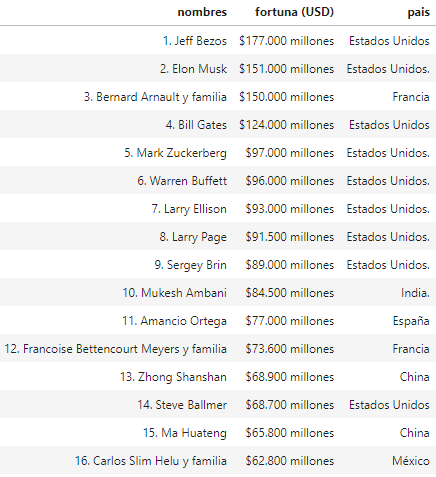 nombres fortuna (USD) pais
1. Jeff Bezos $177.000 millones Estados Unidos
2. Elon Musk $151.000 millones Estados Unidos.
3. Bernard Arnault y familia $150.000 millones Francia
4. Bill Gates $124.000 millones Estados Unidos
5. Mark Zuckerberg $97.000 millones Estados Unidos.
6. Warren Buffett $96.000 millones Estados Unidos.
7. Larry Ellison $93.000 millones Estados Unidos.
8. Larry Page $91.500 millones Estados Unidos.
9. Sergey Brin $89.000 millones Estados Unidos.
10. Mukesh Ambani $84.500 millones India.
11. Amancio Ortega $77.000 millones España
12. Francoise Bettencourt Meyers y familia $73.600 millones Francia
13. Zhong Shanshan $68.900 millones China
14. Steve Ballmer $68.700 millones Estados Unidos
15. Ma Huateng $65.800 millones China
16. Carlos Slim Helu y familia $62.800 millones México